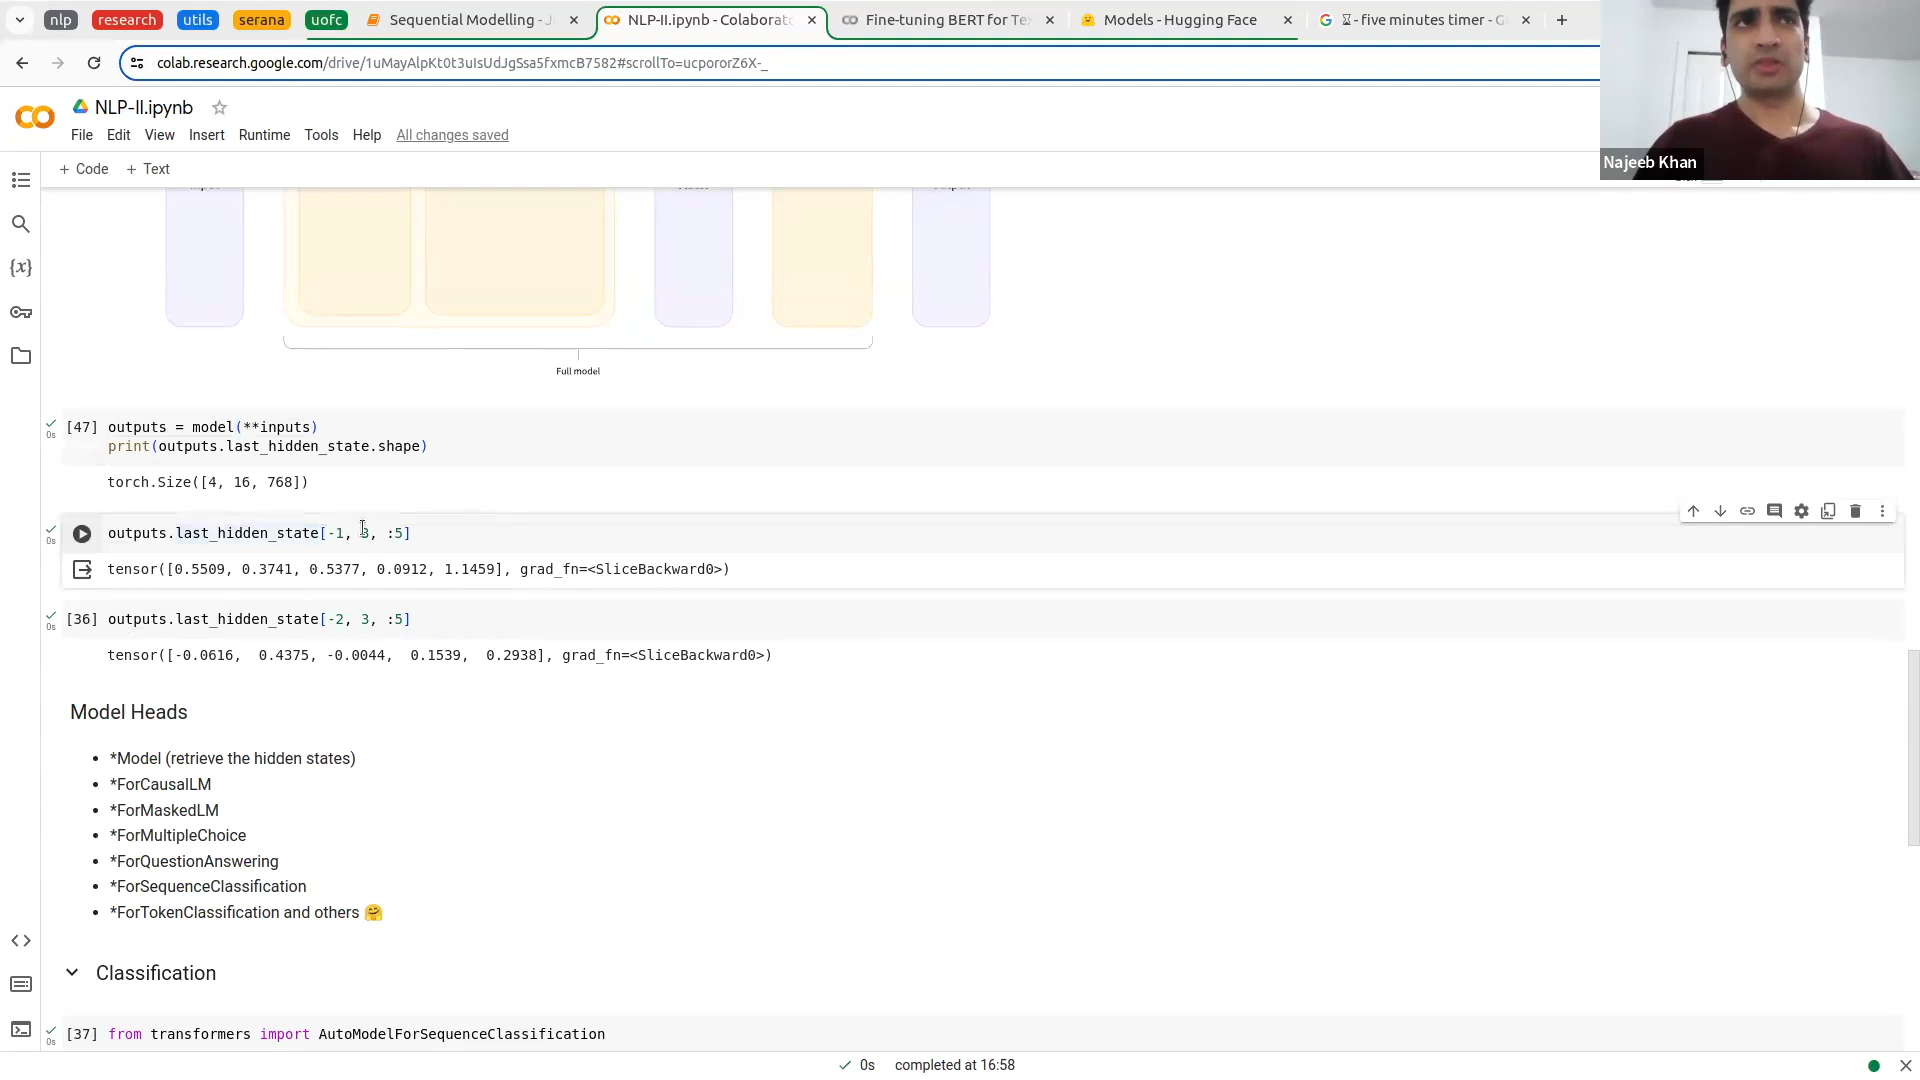 nlp research utils serana uofc Sequential Modelling - J NLP-II.ipynb - Colaborato Fine-tuning BERT for Te Models - Hugging Face ⌛ - five minutes timer - G
colab.research.google.com/drive/1uMayAlpKt0t3uIsUdJgSsa5fxmcB7582#scrollTo=ucpororZ6X-_
NLP-II.ipynb
File Edit View Insert Runtime Tools Help All changes saved
Najeeb Khan
+ Code + Text
Full model
[47] outputs = model(**inputs)
0s
print(outputs.last_hidden_state.shape)
torch.Size([4, 16, 768])
outputs.last_hidden_state[-1, 3, :5]
0s
tensor([0.5509, 0.3741, 0.5377, 0.0912, 1.1459], grad_fn=<SliceBackward0>)
[36] outputs.last_hidden_state[-2, 3, :5]
0s
tensor([-0.0616, 0.4375, -0.0044, 0.1539, 0.2938], grad_fn=<SliceBackward0>)
Model Heads
• *Model (retrieve the hidden states)
• *ForCausalLM
• *ForMaskedLM
• *ForMultipleChoice
• *ForQuestionAnswering
• *ForSequenceClassification
• *ForTokenClassification and others 🤗
Classification
[37] from transformers import AutoModelForSequenceClassification
0s
0s completed at 16:58